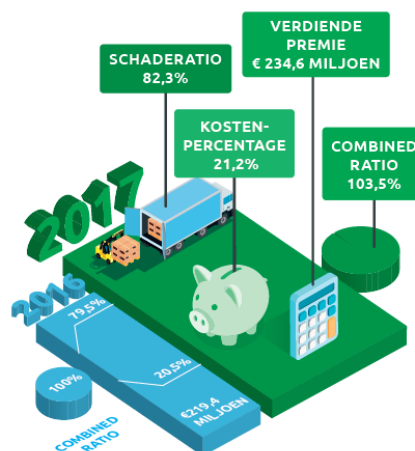 VERDIENDE
PREMIE
€ 234,6 MILJOEN
SCHADERATIO
82,3%
KOSTEN-
PERCENTAGE
21,2%
COMBINED
RATIO
103,5%
2017
2016
79,5%
20,5%
€219,4
MILJOEN
100%
COMBINED
RATIO